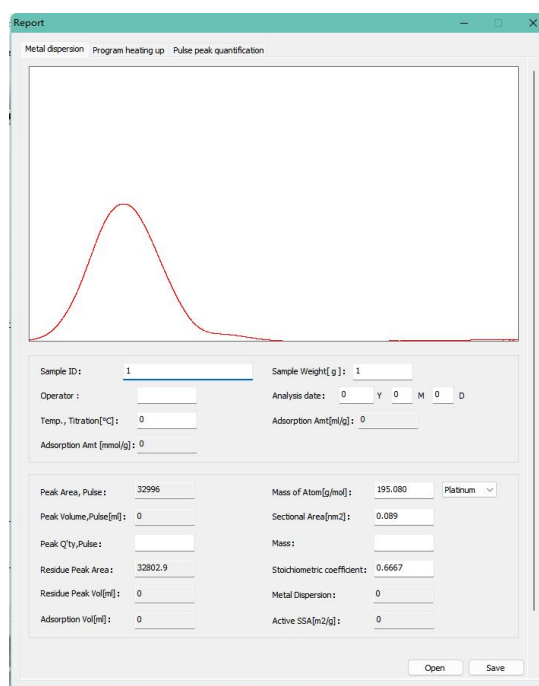 Report
Metal dispersion Program heating up Pulse peak quantification
Sample ID: 1 Sample Weight[ g ]: 1
Operator : Analysis date: 0 Y 0 M 0 D
Temp., Titration[°C]: 0 Adsorption Amt[ml/g]: 0
Adsorption Amt [mmol/g]: 0
Peak Area, Pulse: 32996 Mass of Atom[g/mol]: 195.080 Platinum
Peak Volume,Pulse[ml]: 0 Sectional Area[nm2]: 0.089
Peak Q'ty,Pulse: Mass:
Residue Peak Area: 32802.9 Stoichiometric coefficient: 0.6667
Residue Peak Vol[ml]: 0 Metal Dispersion: 0
Adsorption Vol[ml]: 0 Active SSA[m2/g]: 0
Open Save